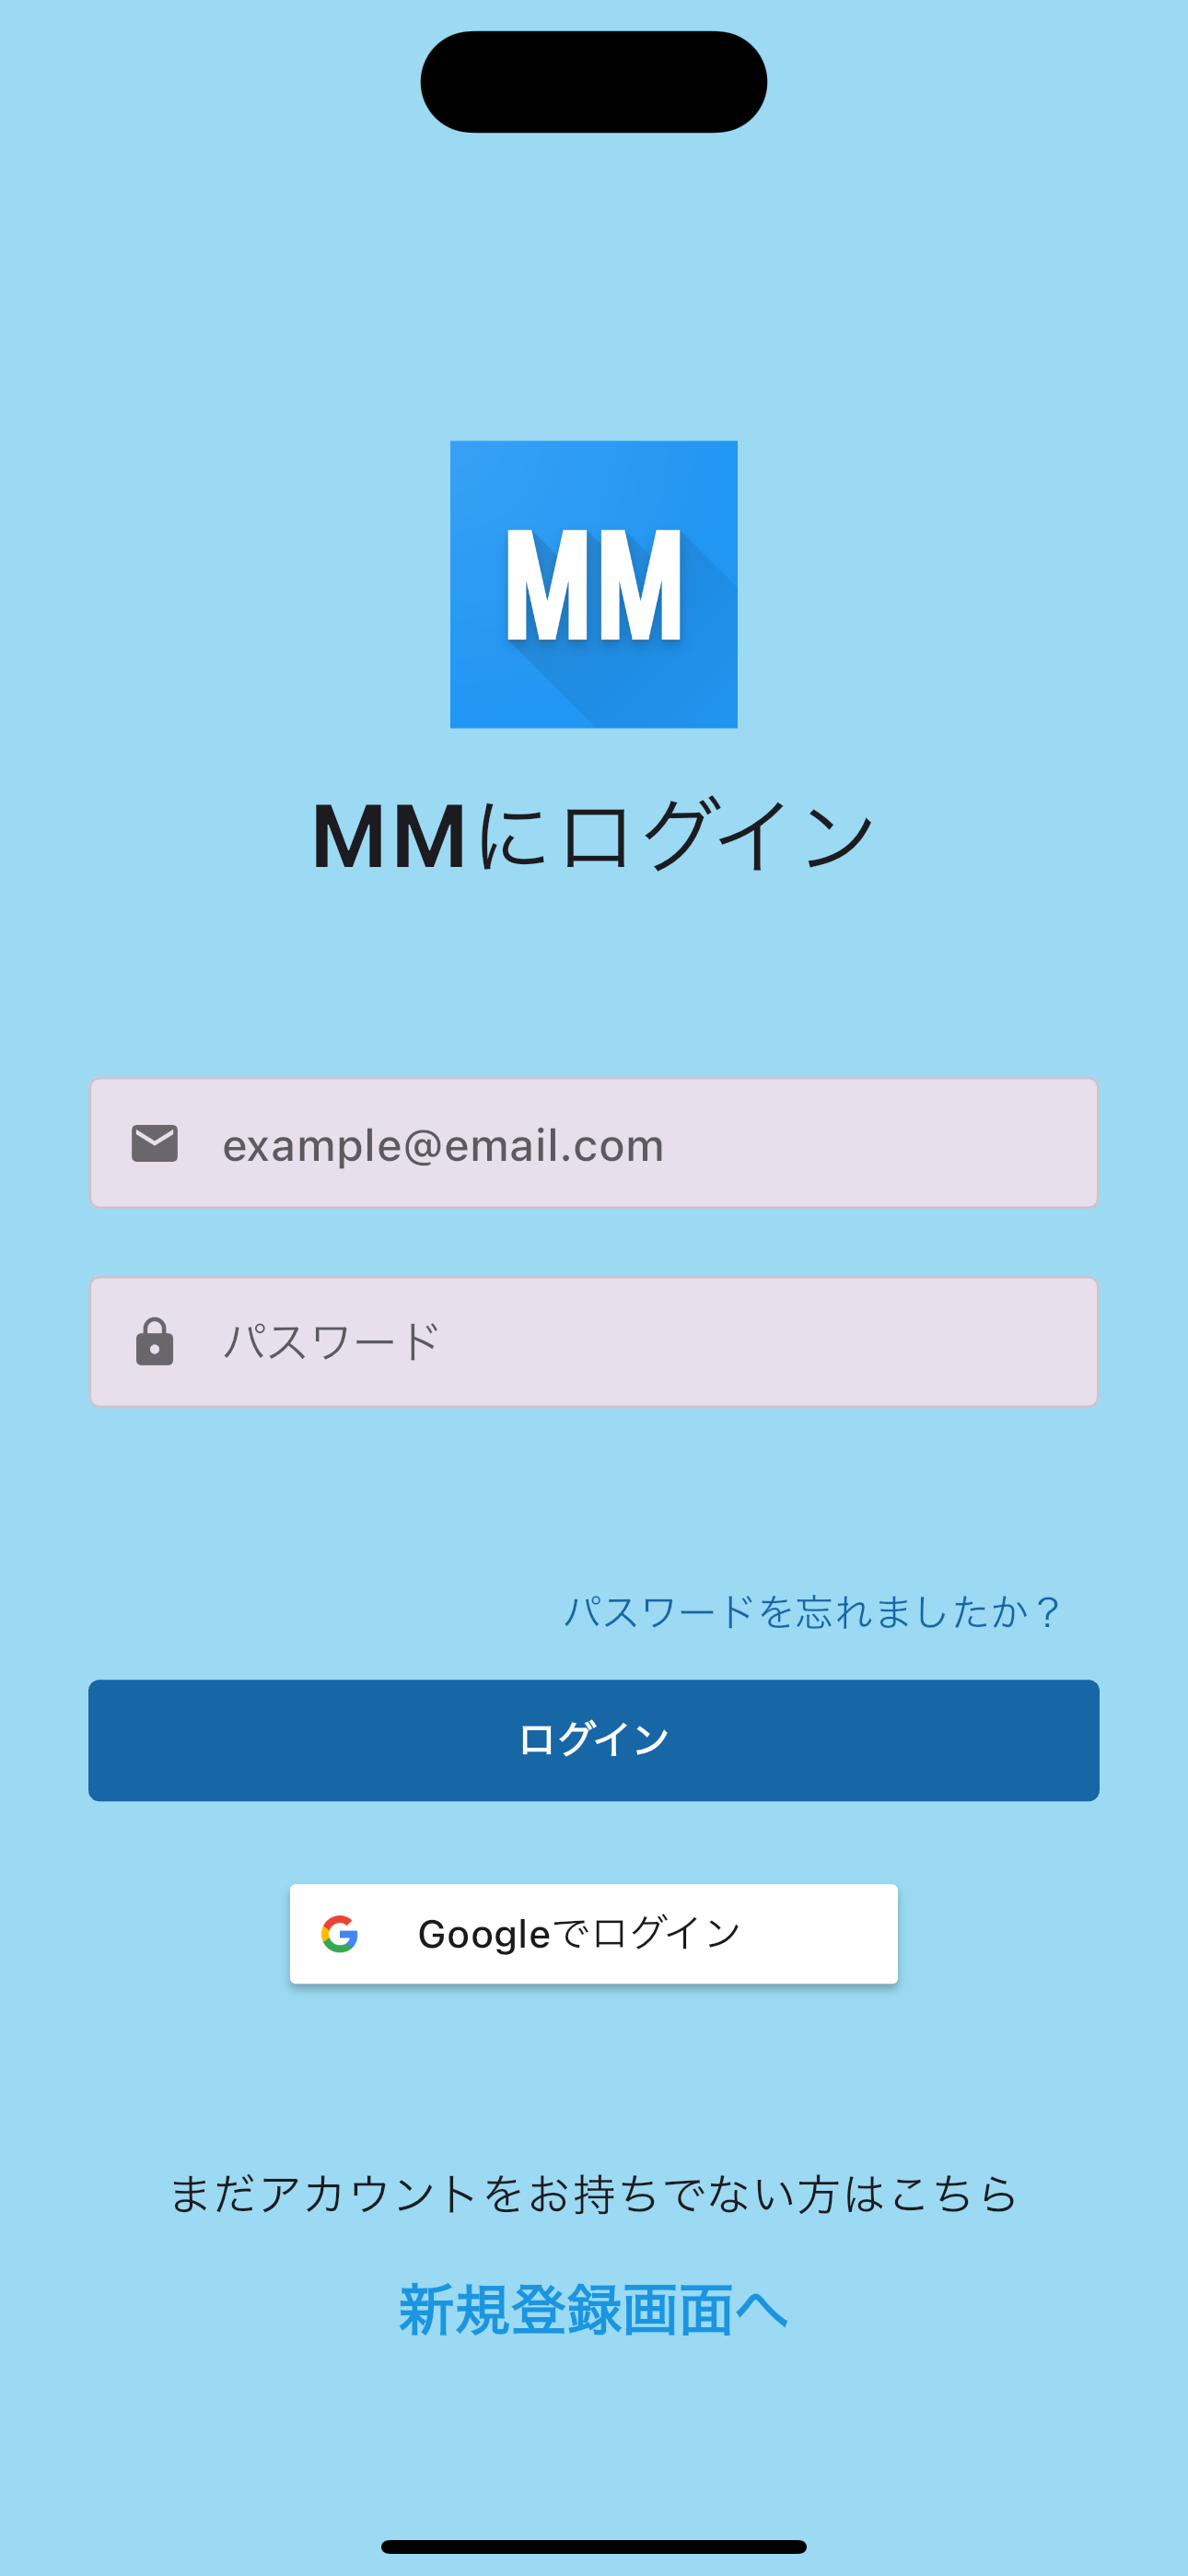 MM
MMにログイン
example@email.com
パスワード
パスワードを忘れましたか？
ログイン
Googleでログイン
まだアカウントをお持ちでない方はこちら
新規登録画面へ